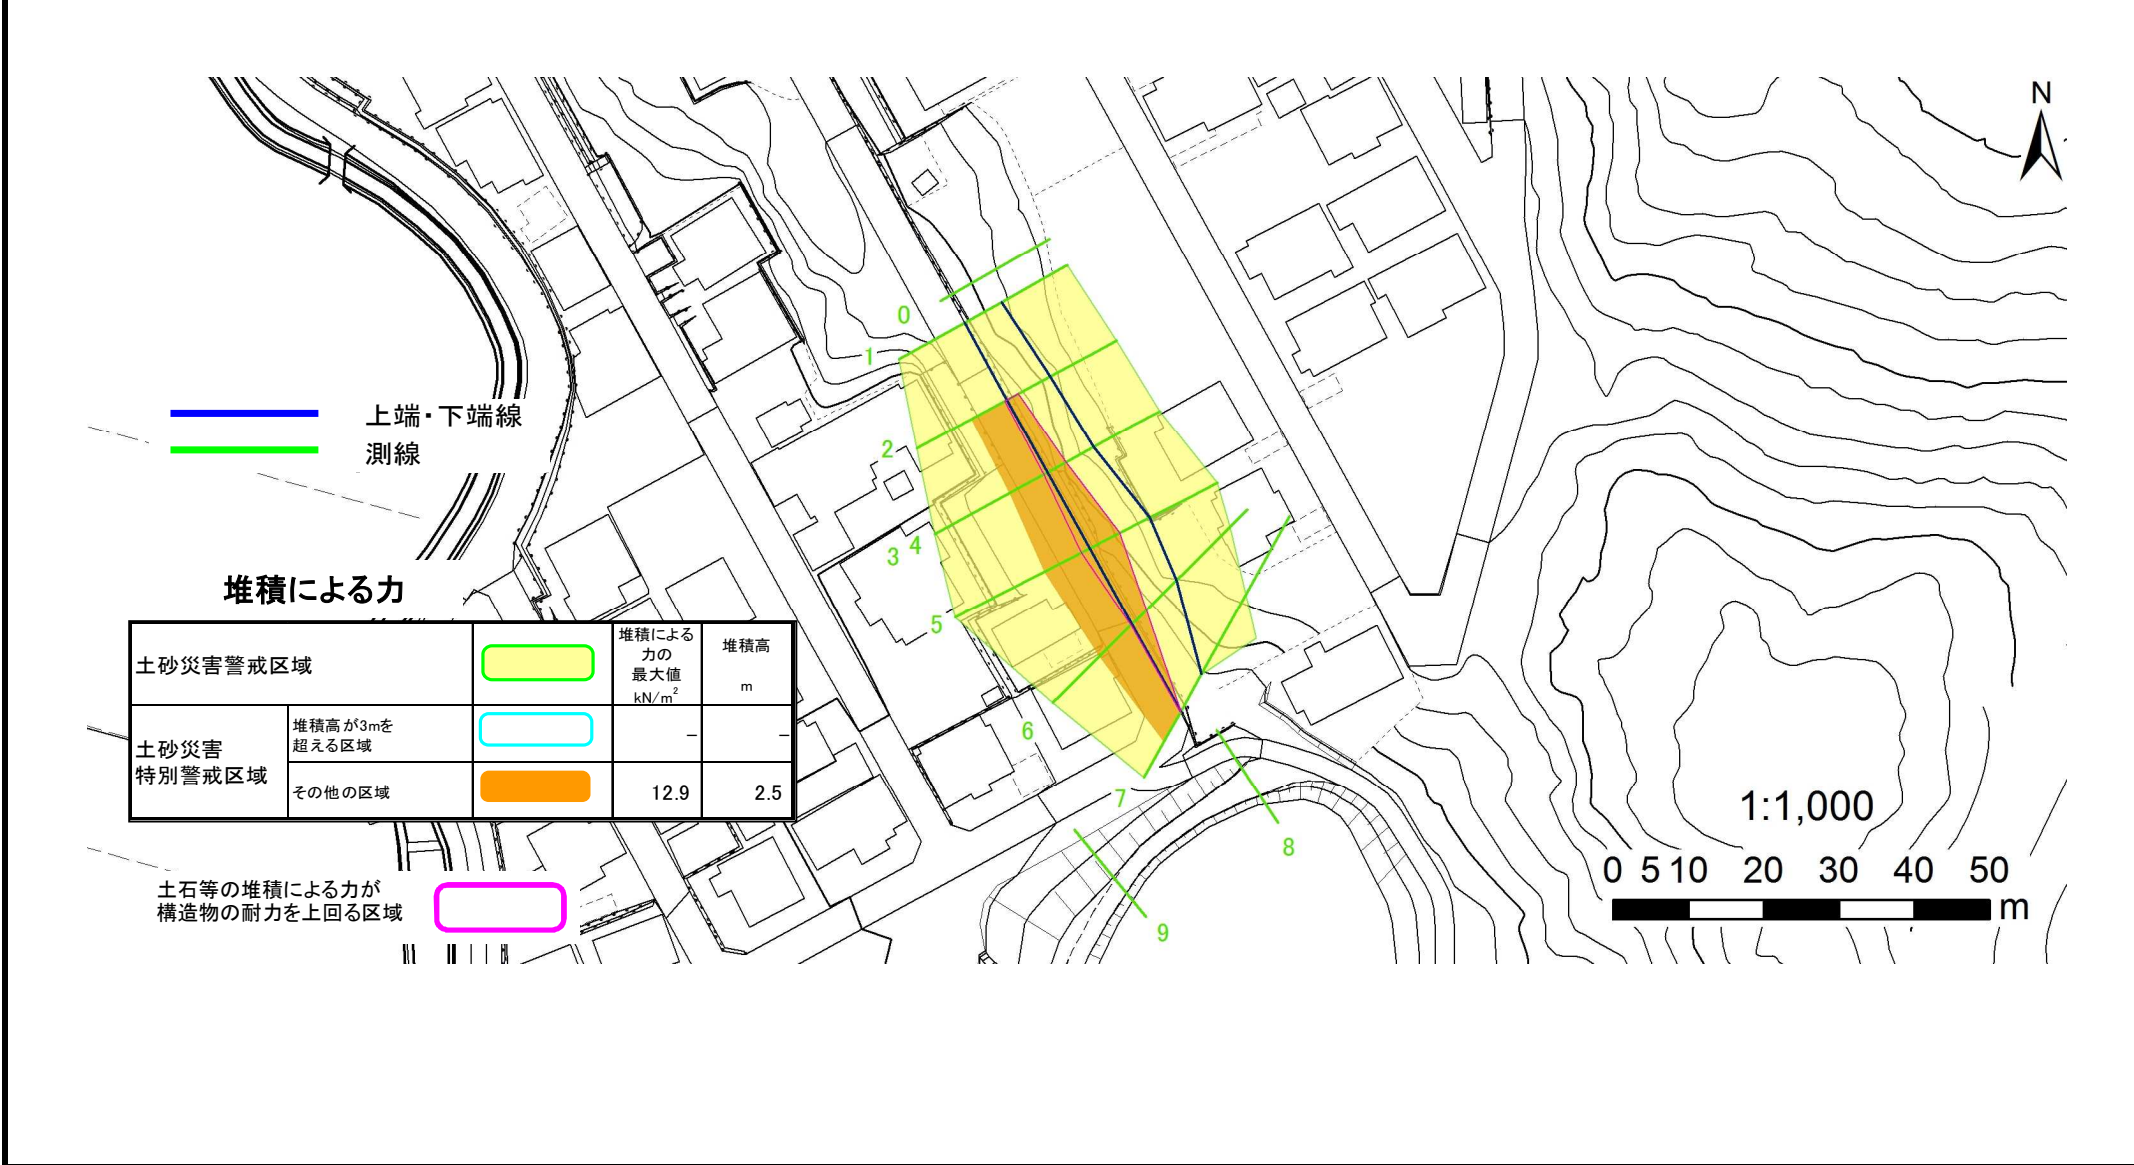 N
0
1
2
3
4
5
6
7
8
9
上端・下端線
測線
堆積による力
土砂災害警戒区域
堆積による
力の
最大値
kN/m²
堆積高
m
土砂災害
特別警戒区域
堆積高が3mを
超える区域
–
–
その他の区域
12.9
2.5
土石等の堆積による力が
構造物の耐力を上回る区域
1:1,000
0 5 10 20 30 40 50
m